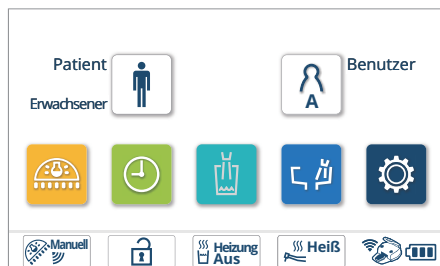 Patient
Benutzer
Erwachsener
A
Manuell
Heizung
Aus
Heiß